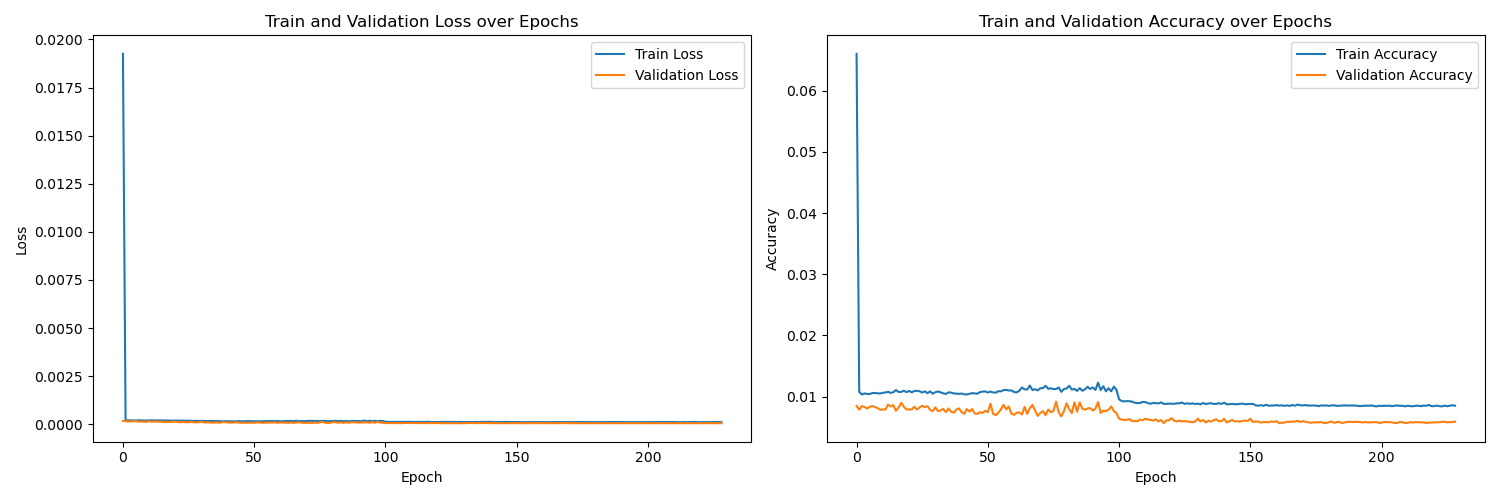 Train and Validation Loss over Epochs
0.0200
0.0175
0.0150
0.0125
0.0100
0.0075
0.0050
0.0025
0.0000
Loss
Train Loss
Validation Loss
0
50
100
150
200
Epoch
Train and Validation Accuracy over Epochs
0.06
0.05
0.04
0.03
0.02
0.01
Accuracy
Train Accuracy
Validation Accuracy
0
50
100
150
200
Epoch